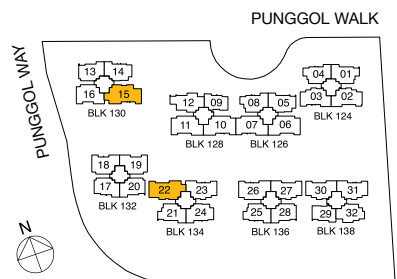 PUNGGOL WALK
PUNGGOL WAY
13 14
16 15
BLK 130
04 01
03 02
BLK 124
12 09
11 10
BLK 128
08 05
07 06
BLK 126
18 19
17 20
BLK 132
22 23
21 24
BLK 134
26 27
25 28
BLK 136
30 31
29 32
BLK 138
N